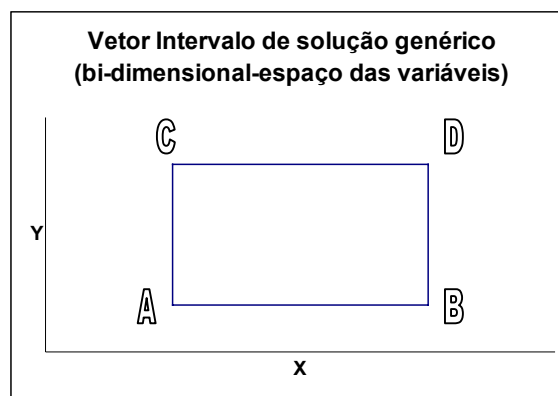 Vetor Intervalo de solução genérico
(bi-dimensional-espaço das variáveis)
C D
Y
A B
X